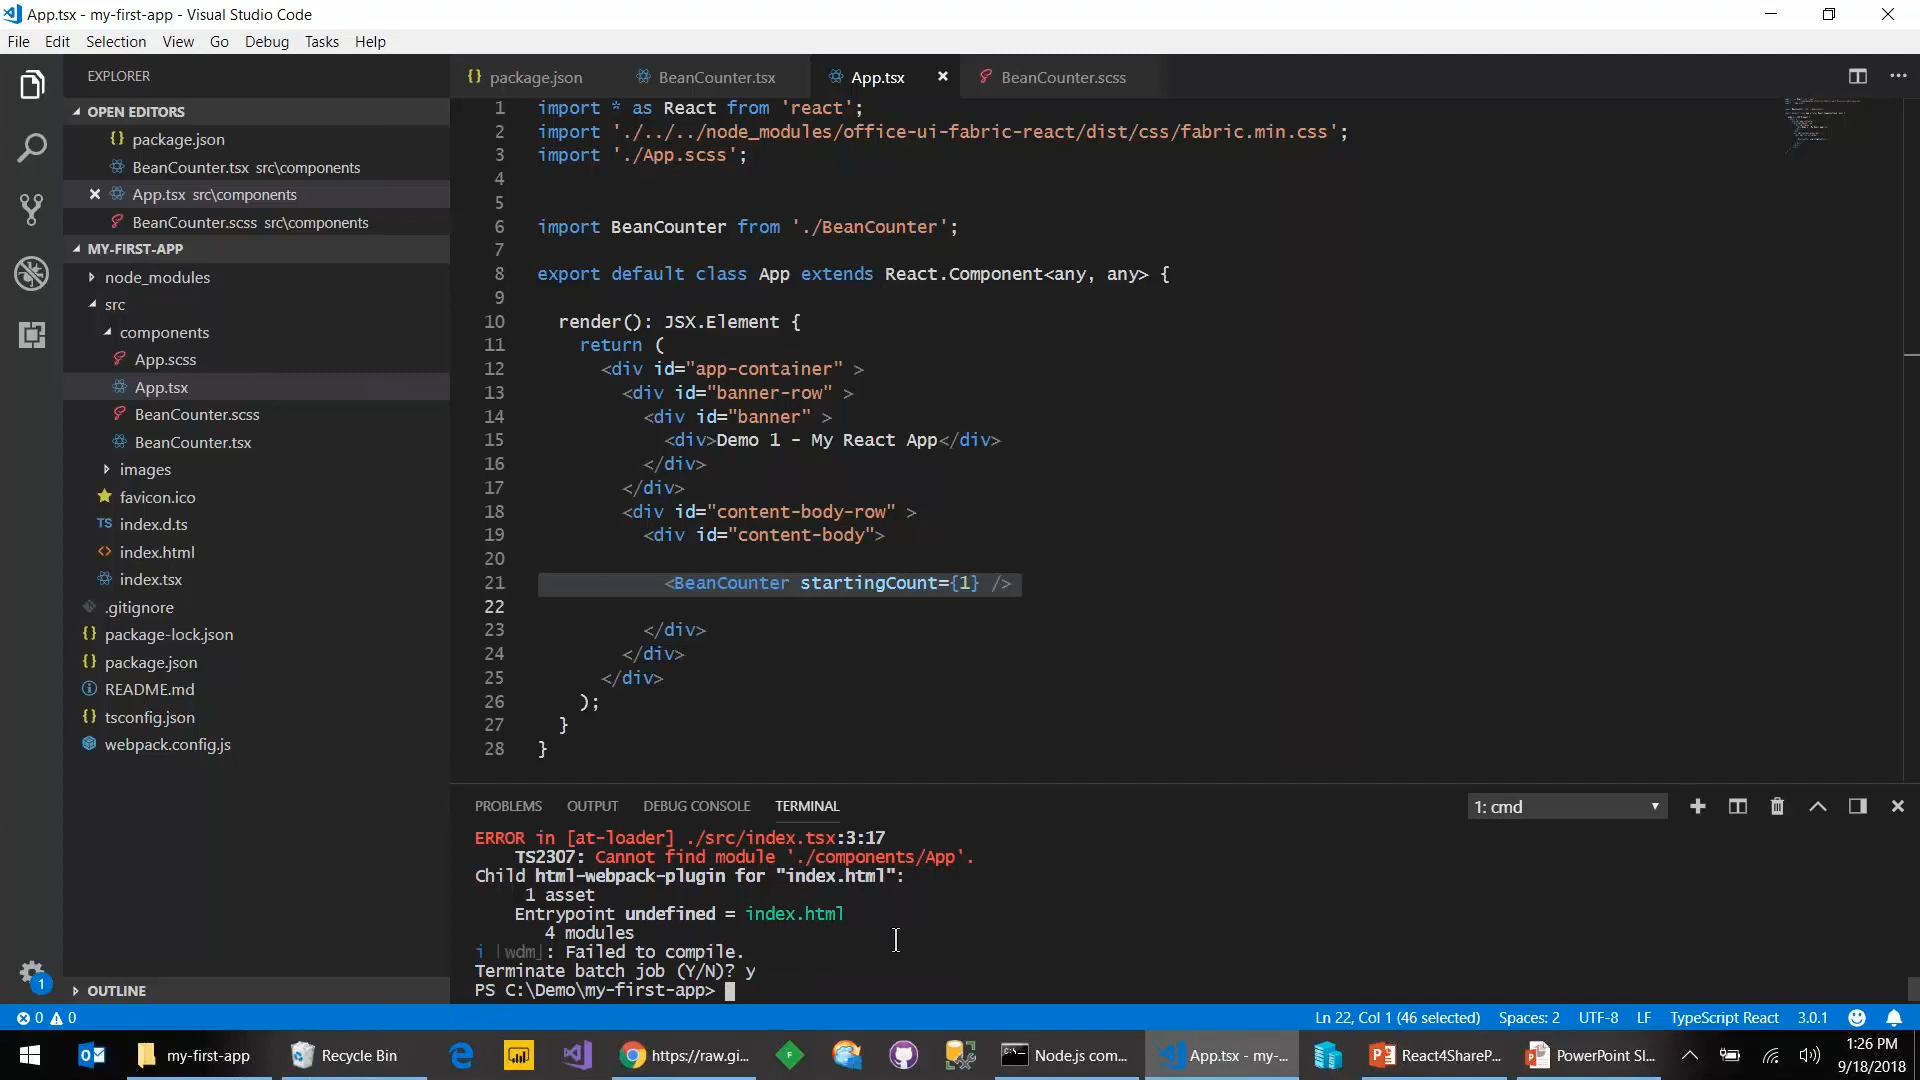 App.tsx - my-first-app - Visual Studio Code
File Edit Selection View Go Debug Tasks Help
EXPLORER
OPEN EDITORS
package.json
BeanCounter.tsx src\components
App.tsx src\components
BeanCounter.scss src\components
MY-FIRST-APP
node_modules
src
components
App.scss
App.tsx
BeanCounter.scss
BeanCounter.tsx
images
favicon.ico
TS index.d.ts
index.html
index.tsx
.gitignore
package-lock.json
package.json
README.md
tsconfig.json
webpack.config.js
OUTLINE
package.json BeanCounter.tsx App.tsx BeanCounter.scss
1 import * as React from 'react';
2 import './../../node_modules/office-ui-fabric-react/dist/css/fabric.min.css';
3 import './App.scss';
4
5
6 import BeanCounter from './BeanCounter';
7
8 export default class App extends React.Component<any, any> {
9
10 render(): JSX.Element {
11 return (
12 <div id="app-container" >
13 <div id="banner-row" >
14 <div id="banner" >
15 <div>Demo 1 - My React App</div>
16 </div>
17 </div>
18 <div id="content-body-row" >
19 <div id="content-body">
20
21 <BeanCounter startingCount={1} />
22
23 </div>
24 </div>
25 </div>
26 );
27 }
28 }
PROBLEMS OUTPUT DEBUG CONSOLE TERMINAL 1: cmd
ERROR in [at-loader] ./src/index.tsx:3:17
TS2307: Cannot find module './components/App'.
Child html-webpack-plugin for "index.html":
1 asset
Entrypoint undefined = index.html
4 modules
i ｢wdm｣: Failed to compile.
Terminate batch job (Y/N)? y
PS C:\Demo\my-first-app>
1
0 0 Ln 22, Col 1 (46 selected) Spaces: 2 UTF-8 LF TypeScript React 3.0.1
my-first-app Recycle Bin https://raw.gi... Node.js com... App.tsx - my-... React4ShareP... PowerPoint Sl... 1:26 PM
9/18/2018